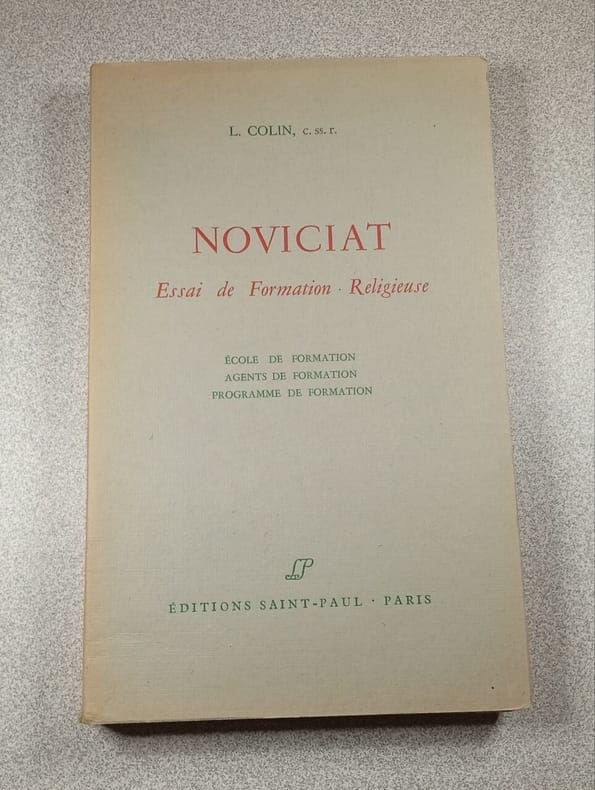 L. COLIN, c. ss. r.
NOVICIAT
Essai de Formation · Religieuse
ÉCOLE DE FORMATION
AGENTS DE FORMATION
PROGRAMME DE FORMATION
SP
ÉDITIONS SAINT-PAUL · PARIS